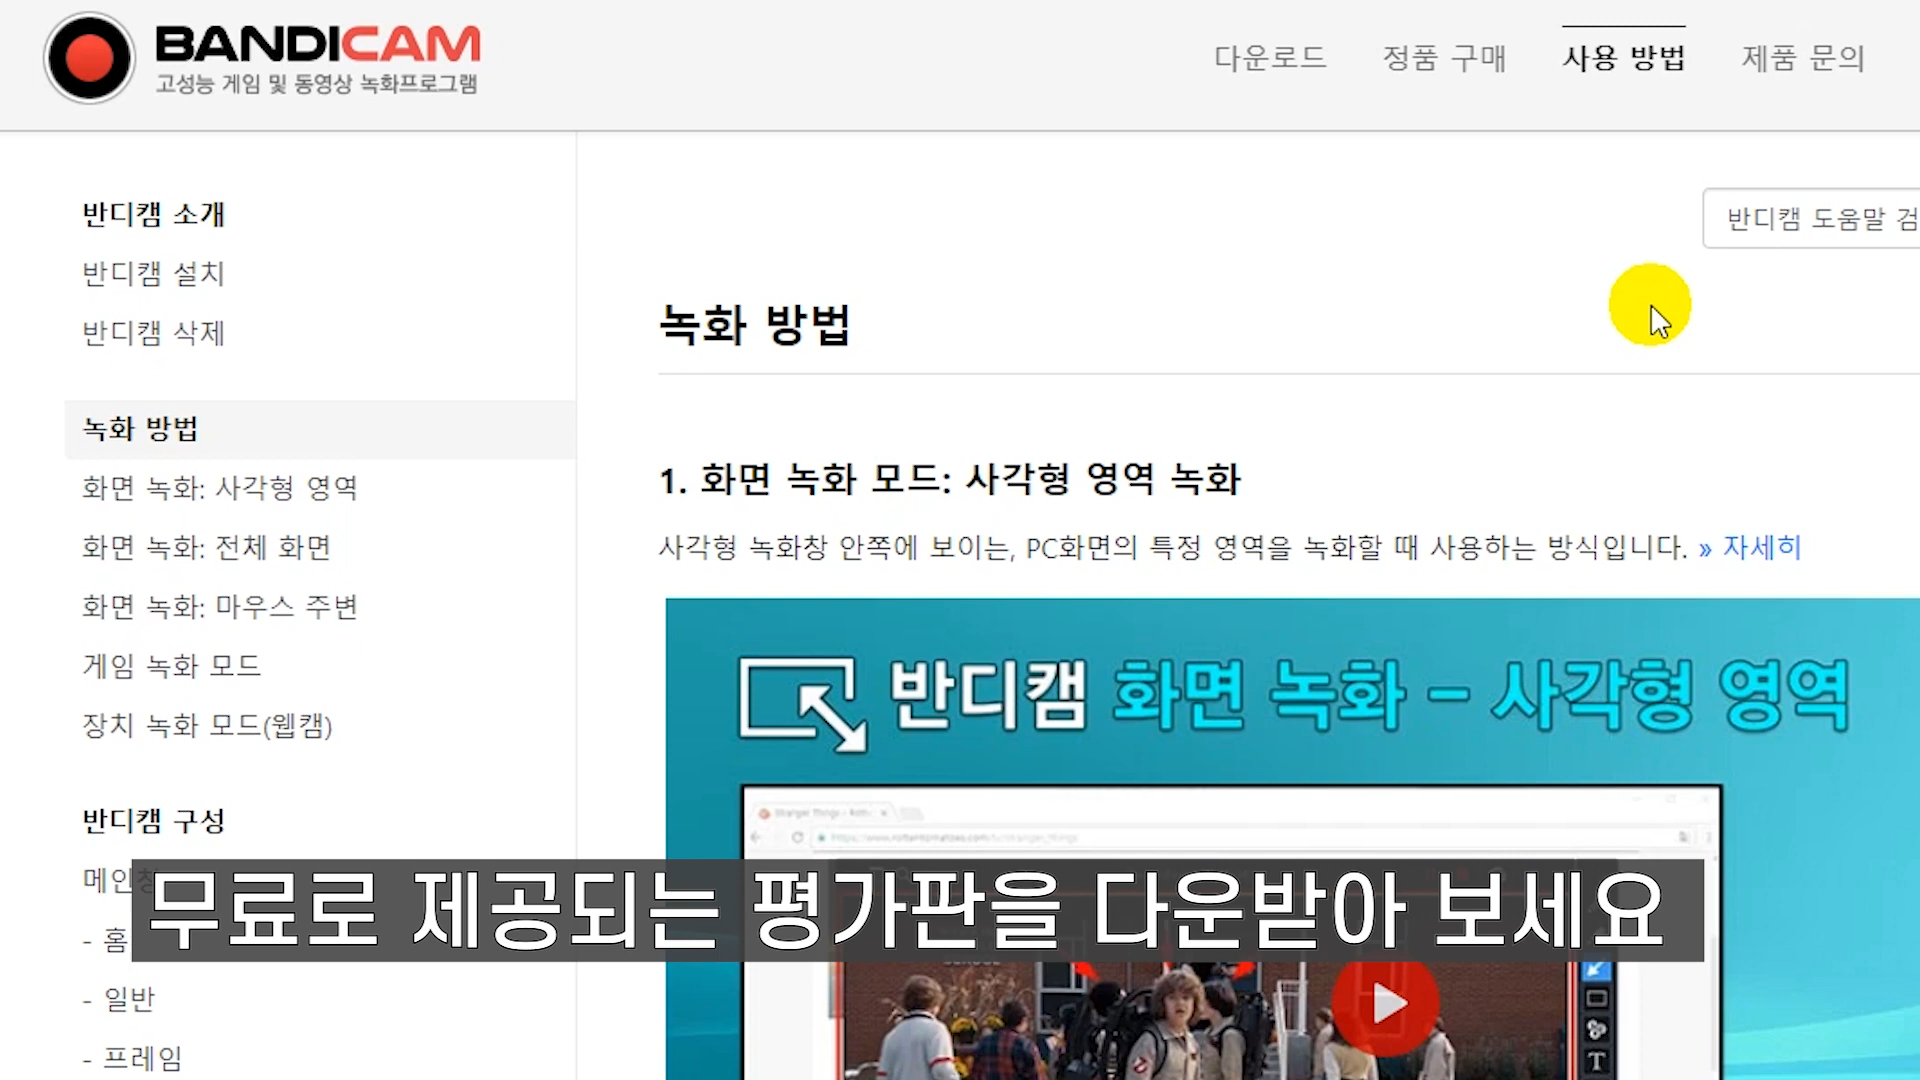 BANDICAM
고성능 게임 및 동영상 녹화프로그램
다운로드
정품 구매
사용 방법
제품 문의
반디캠 소개
반디캠 설치
반디캠 삭제
녹화 방법
화면 녹화: 사각형 영역
화면 녹화: 전체 화면
화면 녹화: 마우스 주변
게임 녹화 모드
장치 녹화 모드(웹캠)
반디캠 구성
메인창
- 홈
- 일반
- 프레임
반디캠 도움말 검
녹화 방법
1. 화면 녹화 모드: 사각형 영역 녹화
사각형 녹화창 안쪽에 보이는, PC화면의 특정 영역을 녹화할 때 사용하는 방식입니다. » 자세히
반디캠 화면 녹화 - 사각형 영역
무료로 제공되는 평가판을 다운받아 보세요
T